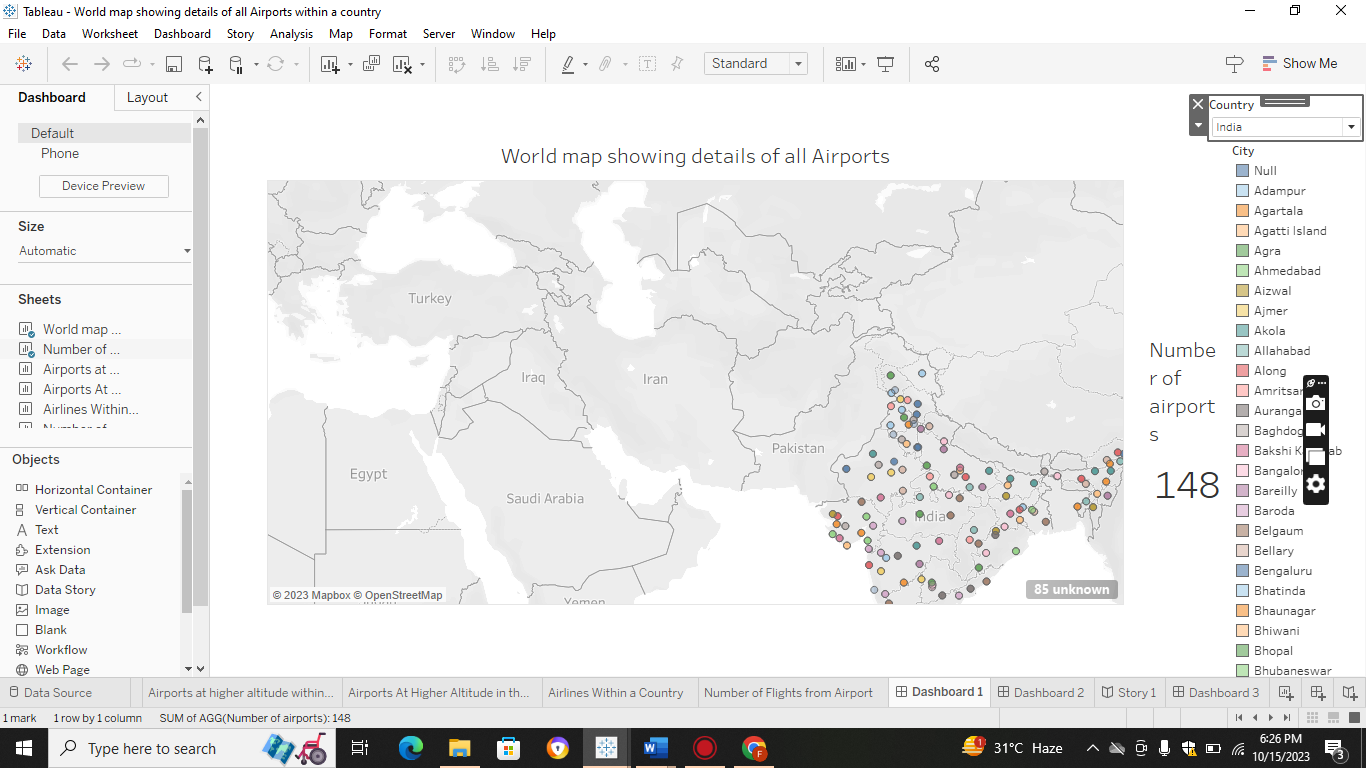 Tableau - World map showing details of all Airports within a country
File Data Worksheet Dashboard Story Analysis Map Format Server Window Help
Standard
Show Me
Dashboard Layout
Default
Phone
Device Preview
Size
Automatic
Sheets
World map ...
Number of ...
Airports at ...
Airports At ...
Airlines Within...
Objects
Horizontal Container
Vertical Container
Text
Extension
Ask Data
Data Story
Image
Blank
Workflow
Web Page
World map showing details of all Airports
Turkey
Iraq
Iran
Pakistan
Egypt
Saudi Arabia
India
Yemen
© 2023 Mapbox © OpenStreetMap
85 unknown
Numbe
r of
airport
s
148
Country
India
City
Null
Adampur
Agartala
Agatti Island
Agra
Ahmedabad
Aizwal
Ajmer
Akola
Allahabad
Along
Amritsar
Auranga
Baghdog
Bakshi K ab
Bangalor
Bareilly
Baroda
Belgaum
Bellary
Bengaluru
Bhatinda
Bhaunagar
Bhiwani
Bhopal
Bhubaneswar
Data Source
Airports at higher altitude within...
Airports At Higher Altitude in th...
Airlines Within a Country
Number of Flights from Airport
Dashboard 1
Dashboard 2
Story 1
Dashboard 3
1 mark 1 row by 1 column SUM of AGG(Number of airports): 148
Type here to search
1
31°C Haze
6:26 PM
10/15/2023
3